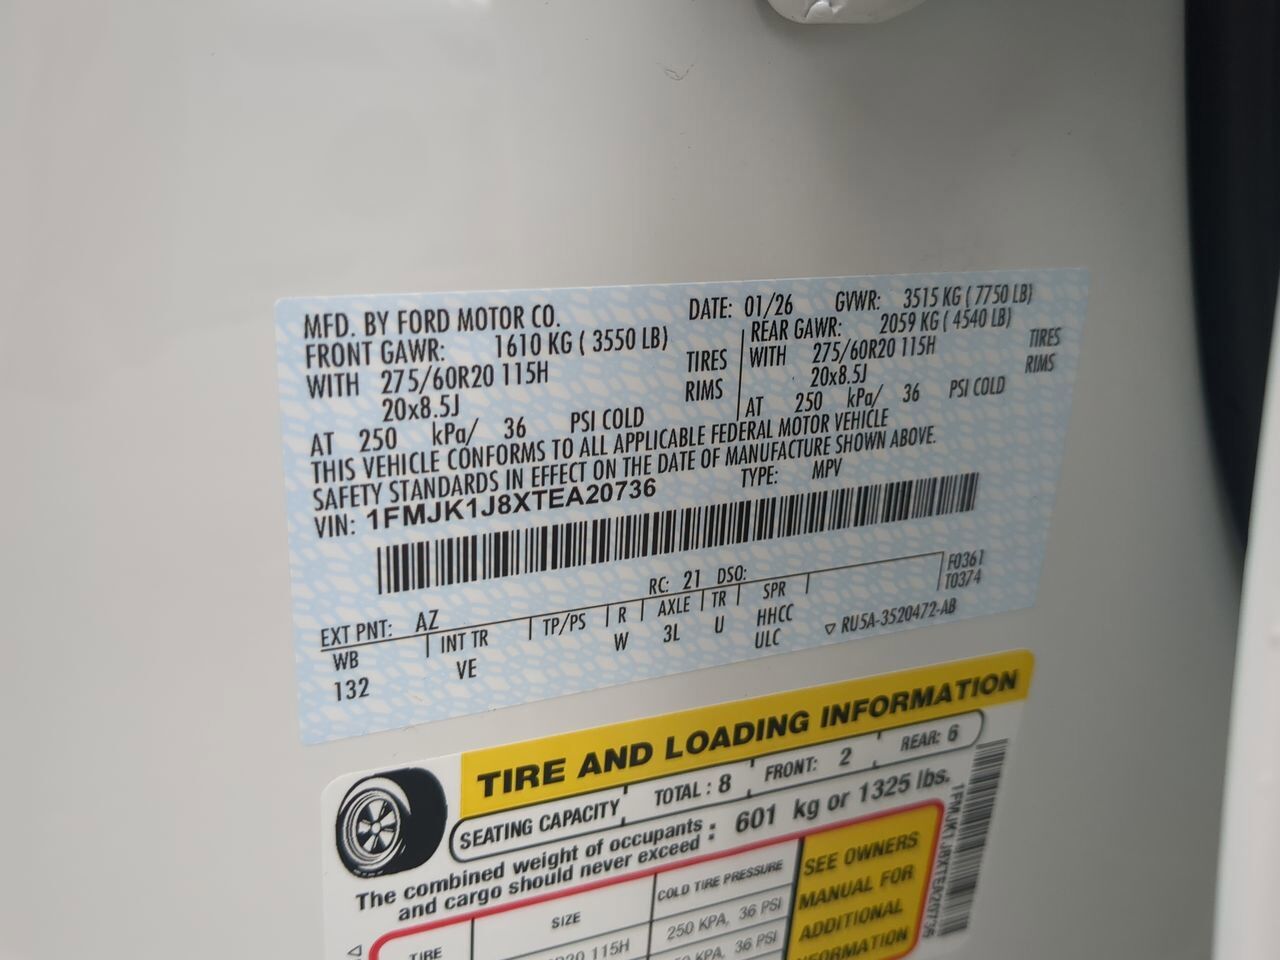 MFD. BY FORD MOTOR CO. DATE: 01/26 GVWR: 3515 KG ( 7750 LB)
FRONT GAWR: 1610 KG ( 3550 LB) REAR GAWR: 2059 KG ( 4540 LB)
WITH 275/60R20 115H TIRES WITH 275/60R20 115H TIRES
20x8.5J RIMS 20x8.5J RIMS
AT 250 kPa/ 36 PSI COLD AT 250 kPa/ 36 PSI COLD
THIS VEHICLE CONFORMS TO ALL APPLICABLE FEDERAL MOTOR VEHICLE
SAFETY STANDARDS IN EFFECT ON THE DATE OF MANUFACTURE SHOWN ABOVE.
VIN: 1FMJK1J8XTEA20736 TYPE: MPV
EXT PNT: AZ RC: 21 DSO: F0361
WB INT TR TP/PS R AXLE TR SPR T0374
132 VE W 3L U HHCC
ULC ▽ RU5A-3520472-AB
TIRE AND LOADING INFORMATION
SEATING CAPACITY TOTAL : 8 FRONT: 2 REAR: 6
The combined weight of occupants
and cargo should never exceed : 601 kg or 1325 lbs.
TIRE SIZE COLD TIRE PRESSURE SEE OWNERS
MANUAL FOR
ADDITIONAL
115H 250 KPA, 36 PSI
KPA, 36 PSI
1FMJK1J8XTEA20736